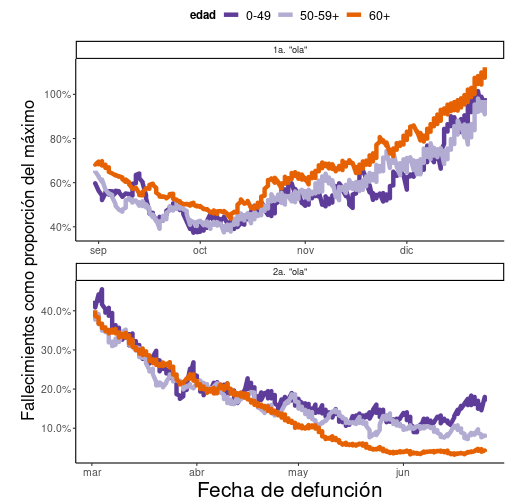 edad 0-49 50-59+ 60+
1a. "ola"
100%
80%
60%
40%
sep oct nov dic
2a. "ola"
40.0%
30.0%
20.0%
10.0%
mar abr may jun
Fallecimientos como proporción del máximo
Fecha de defunción